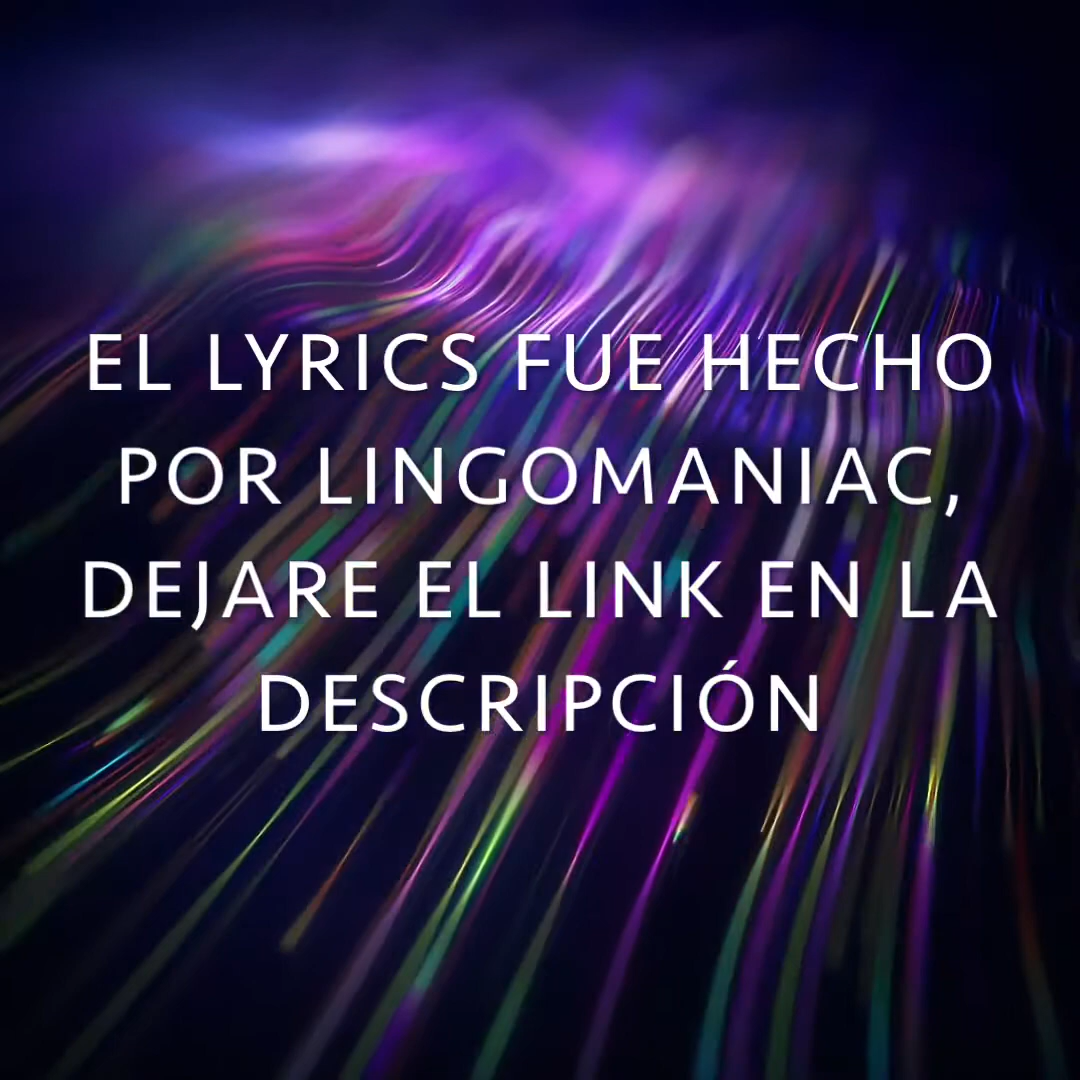 EL LYRICS FUE HECHO
POR LINGOMANIAC,
DEJARE EL LINK EN LA
DESCRIPCIÓN